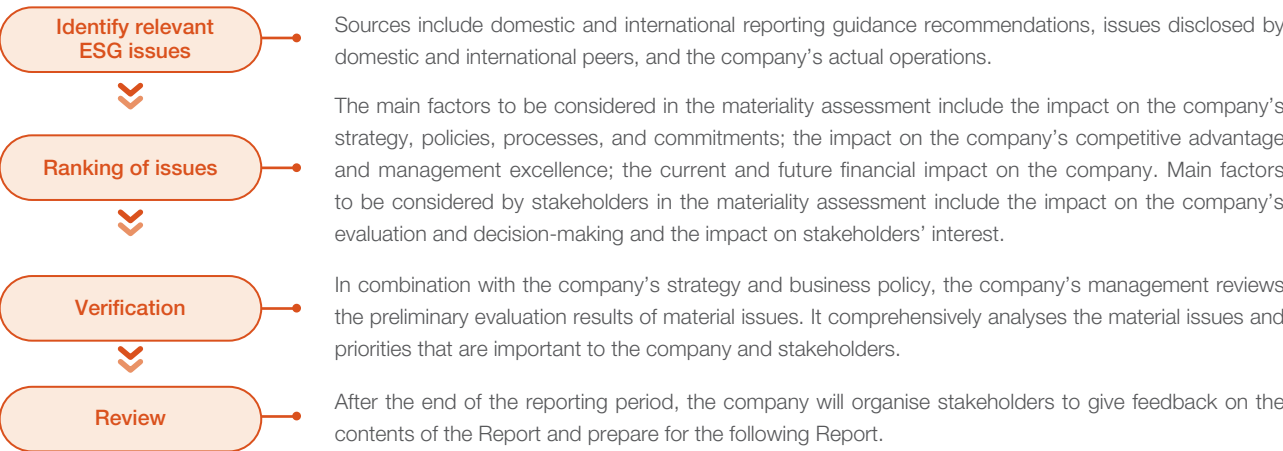 Identify relevant
ESG issues
Sources include domestic and international reporting guidance recommendations, issues disclosed by
domestic and international peers, and the company’s actual operations.
Ranking of issues
The main factors to be considered in the materiality assessment include the impact on the company’s
strategy, policies, processes, and commitments; the impact on the company’s competitive advantage
and management excellence; the current and future financial impact on the company. Main factors
to be considered by stakeholders in the materiality assessment include the impact on the company’s
evaluation and decision-making and the impact on stakeholders’ interest.
Verification
In combination with the company’s strategy and business policy, the company’s management reviews
the preliminary evaluation results of material issues. It comprehensively analyses the material issues and
priorities that are important to the company and stakeholders.
Review
After the end of the reporting period, the company will organise stakeholders to give feedback on the
contents of the Report and prepare for the following Report.